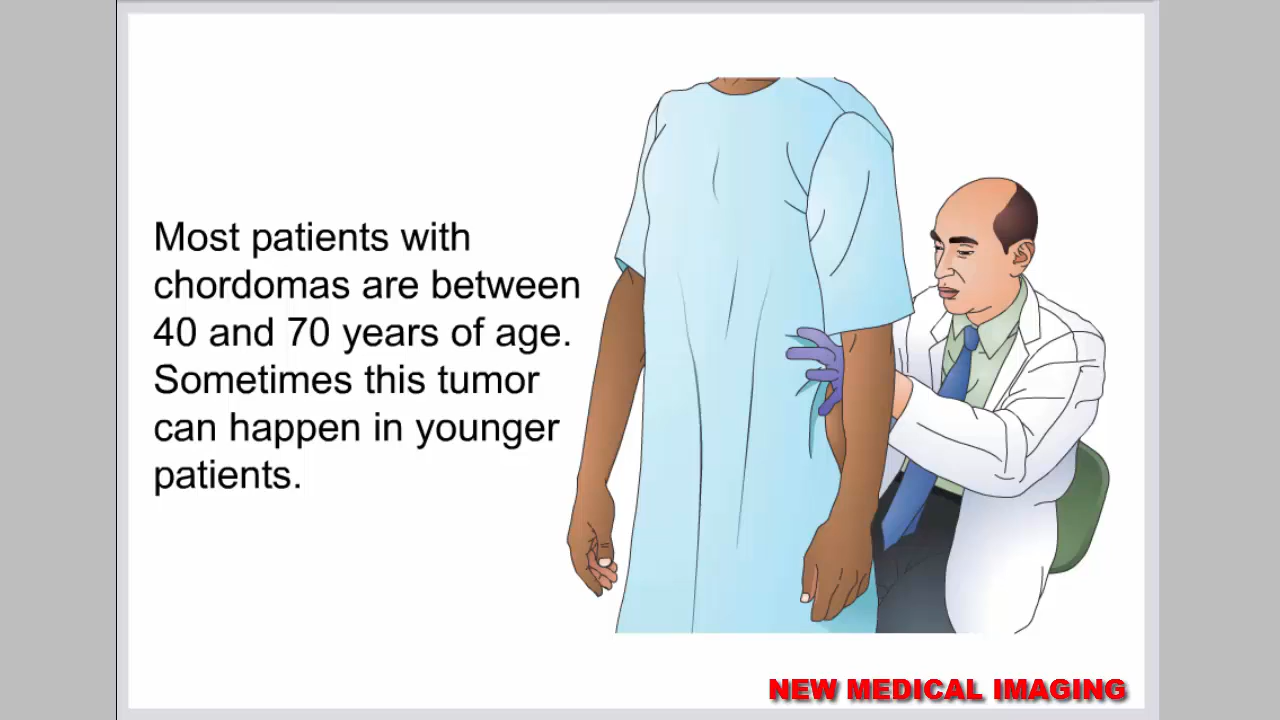 Most patients with
chordomas are between
40 and 70 years of age.
Sometimes this tumor
can happen in younger
patients.
NEW MEDICAL IMAGING